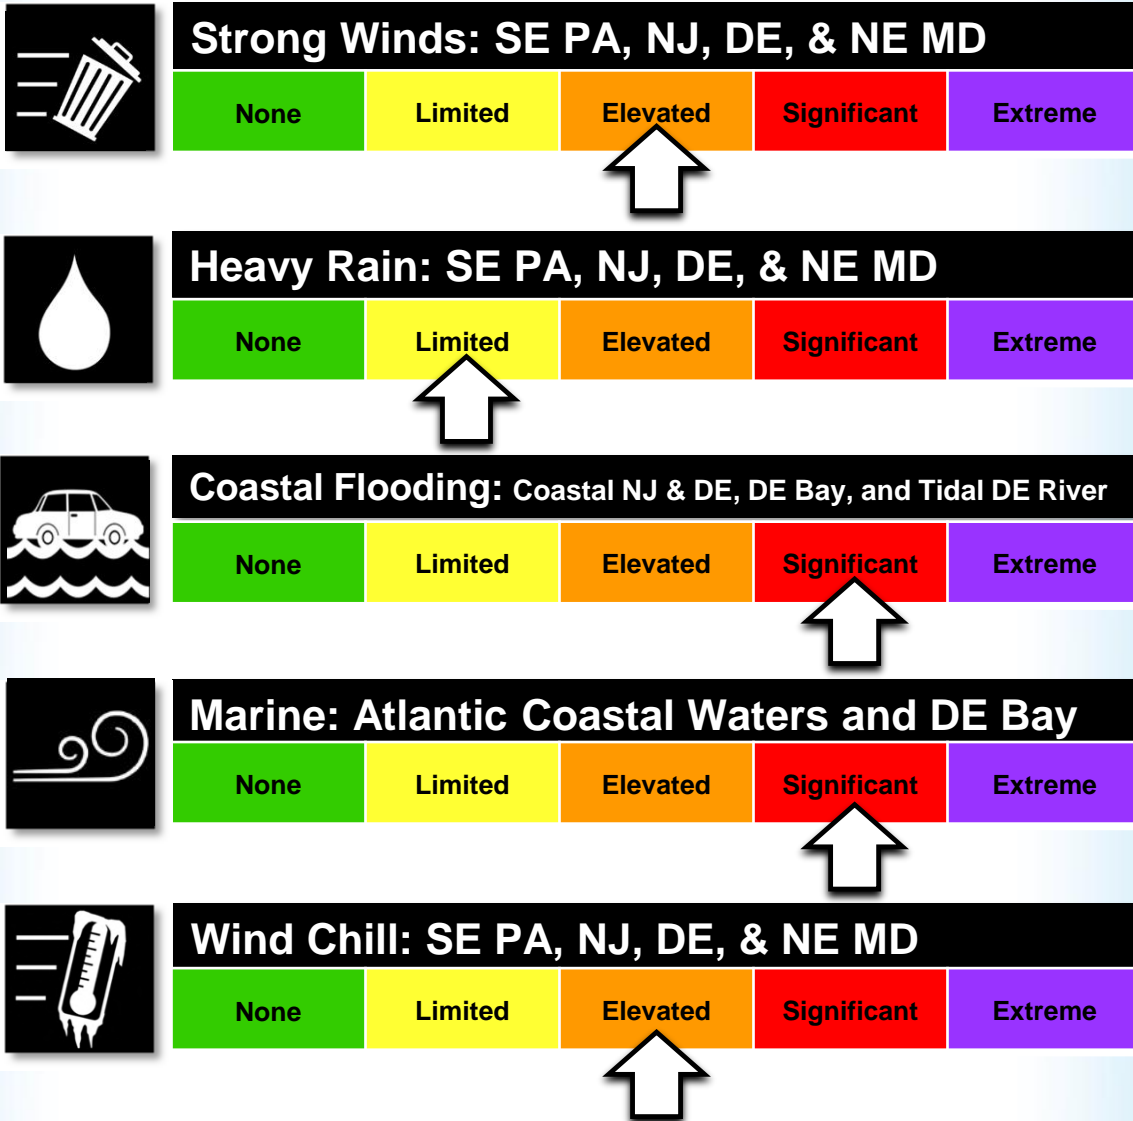 Strong Winds: SE PA, NJ, DE, & NE MD
None Limited Elevated Significant Extreme
Heavy Rain: SE PA, NJ, DE, & NE MD
None Limited Elevated Significant Extreme
Coastal Flooding: Coastal NJ & DE, DE Bay, and Tidal DE River
None Limited Elevated Significant Extreme
Marine: Atlantic Coastal Waters and DE Bay
None Limited Elevated Significant Extreme
Wind Chill: SE PA, NJ, DE, & NE MD
None Limited Elevated Significant Extreme